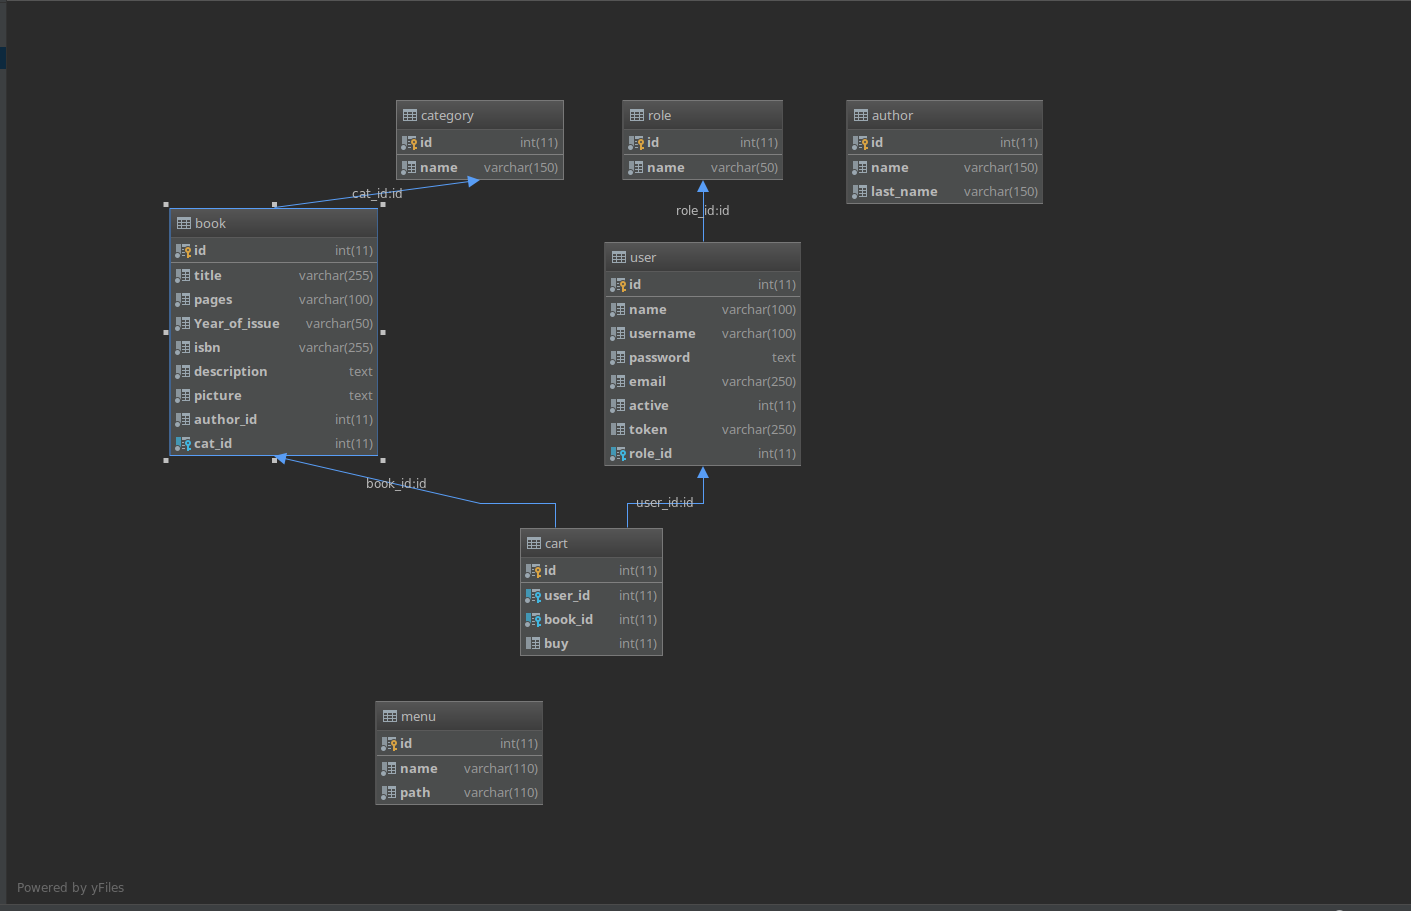 category
id int(11)
name varchar(150)
role
id int(11)
name varchar(50)
author
id int(11)
name varchar(150)
last_name varchar(150)
cat_id:id
role_id:id
book
id int(11)
title varchar(255)
pages varchar(100)
Year_of_issue varchar(50)
isbn varchar(255)
description text
picture text
author_id int(11)
cat_id int(11)
user
id int(11)
name varchar(100)
username varchar(100)
password text
email varchar(250)
active int(11)
token varchar(250)
role_id int(11)
book_id:id
user_id:id
cart
id int(11)
user_id int(11)
book_id int(11)
buy int(11)
menu
id int(11)
name varchar(110)
path varchar(110)
Powered by yFiles